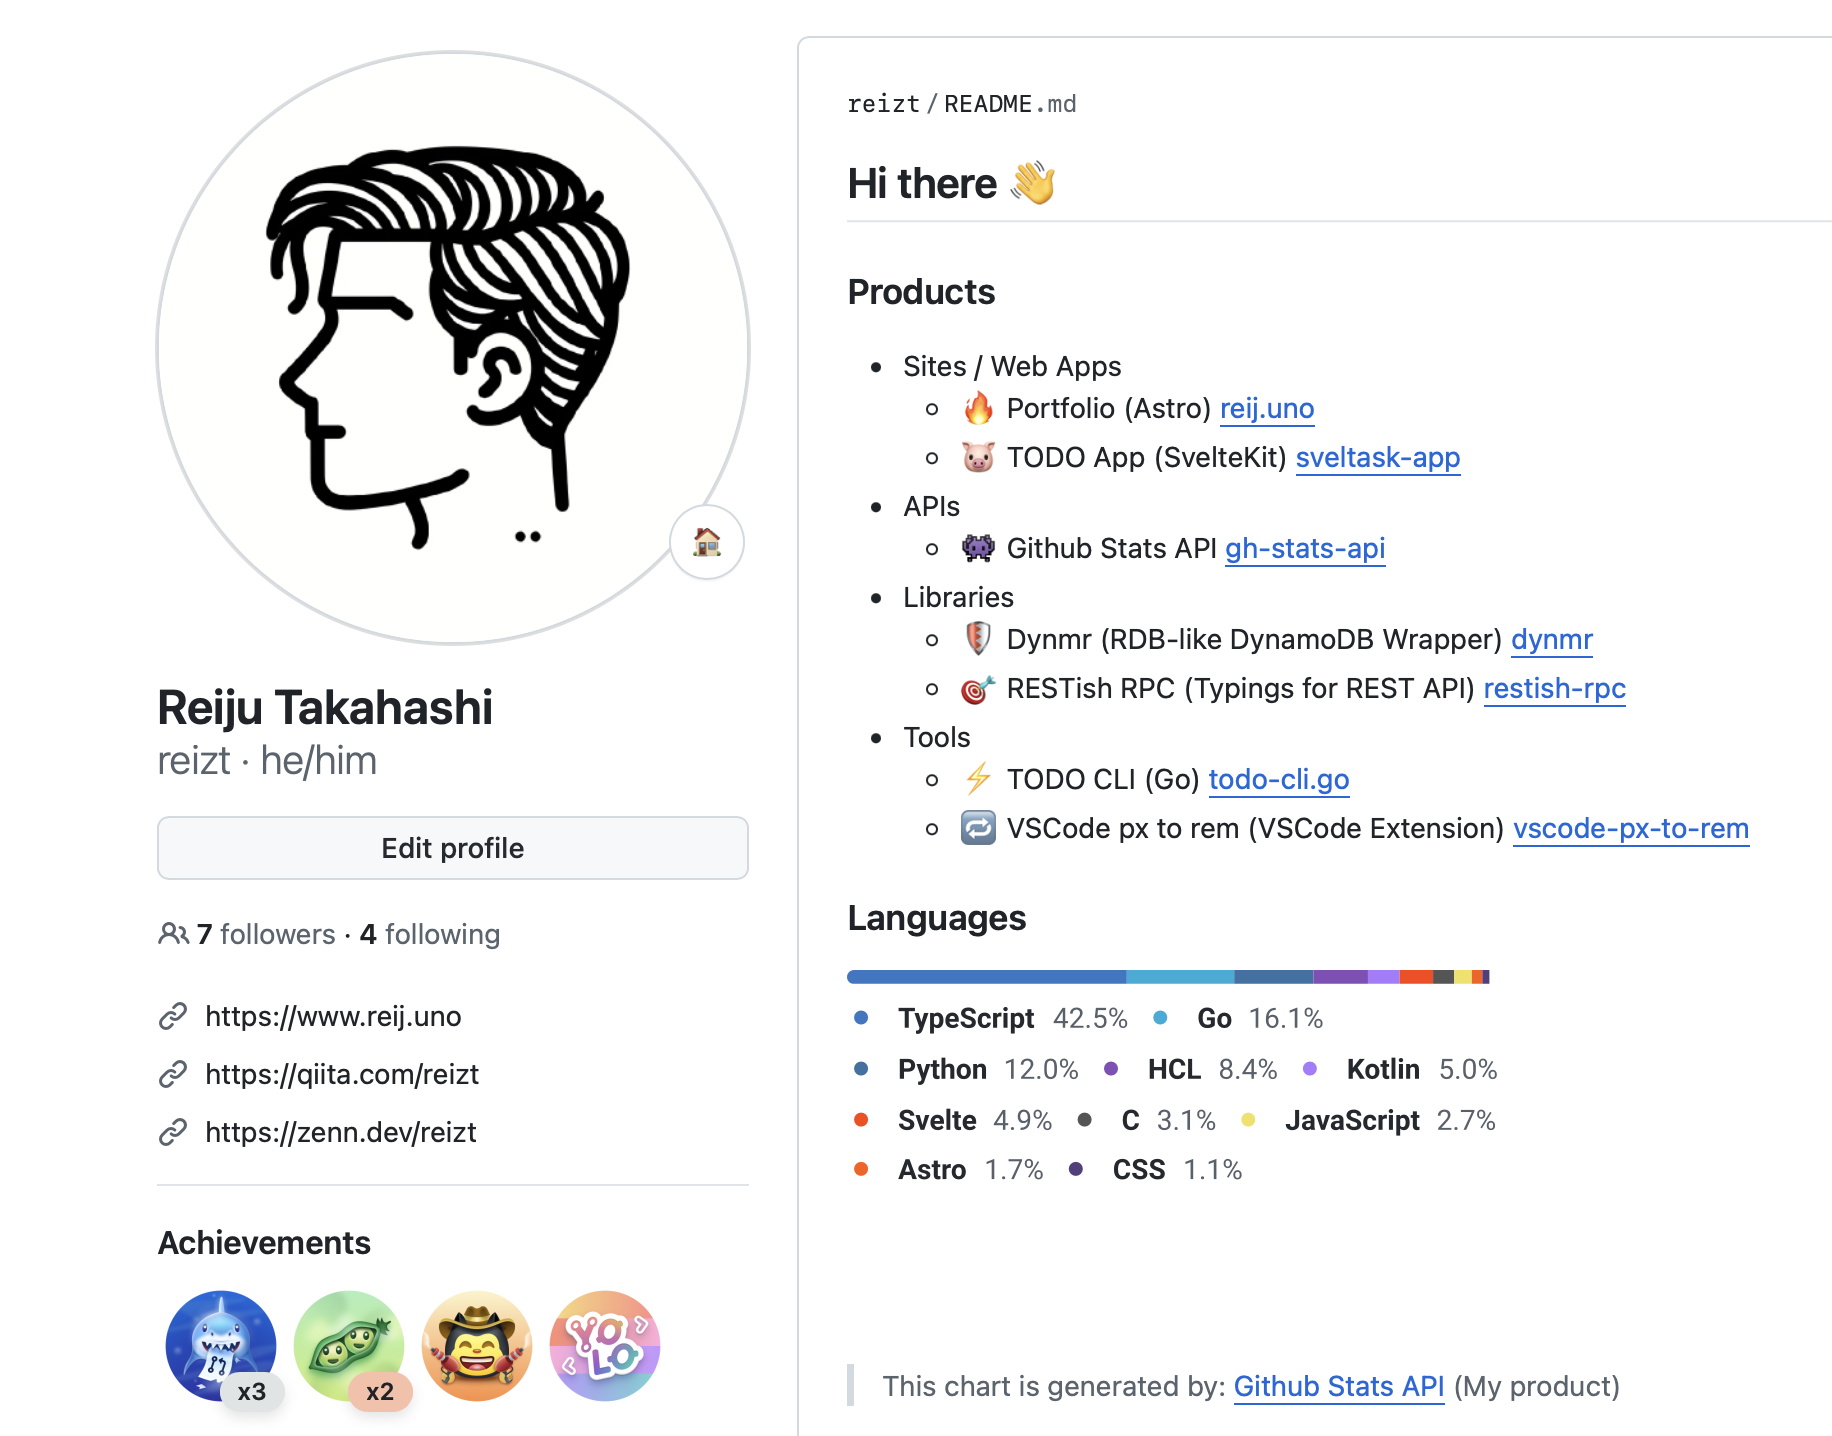 Reiju Takahashi
reizt · he/him
Edit profile
7 followers · 4 following
https://www.reij.uno
https://qiita.com/reizt
https://zenn.dev/reizt
Achievements
x3
x2
YOLO
reizt / README.md
Hi there 👋
Products
Sites / Web Apps
🔥 Portfolio (Astro) reij.uno
🐷 TODO App (SvelteKit) sveltask-app
APIs
👾 Github Stats API gh-stats-api
Libraries
🛡 Dynmr (RDB-like DynamoDB Wrapper) dynmr
🎯 RESTish RPC (Typings for REST API) restish-rpc
Tools
⚡ TODO CLI (Go) todo-cli.go
🔁 VSCode px to rem (VSCode Extension) vscode-px-to-rem
Languages
TypeScript 42.5% Go 16.1%
Python 12.0% HCL 8.4% Kotlin 5.0%
Svelte 4.9% C 3.1% JavaScript 2.7%
Astro 1.7% CSS 1.1%
This chart is generated by: Github Stats API (My product)